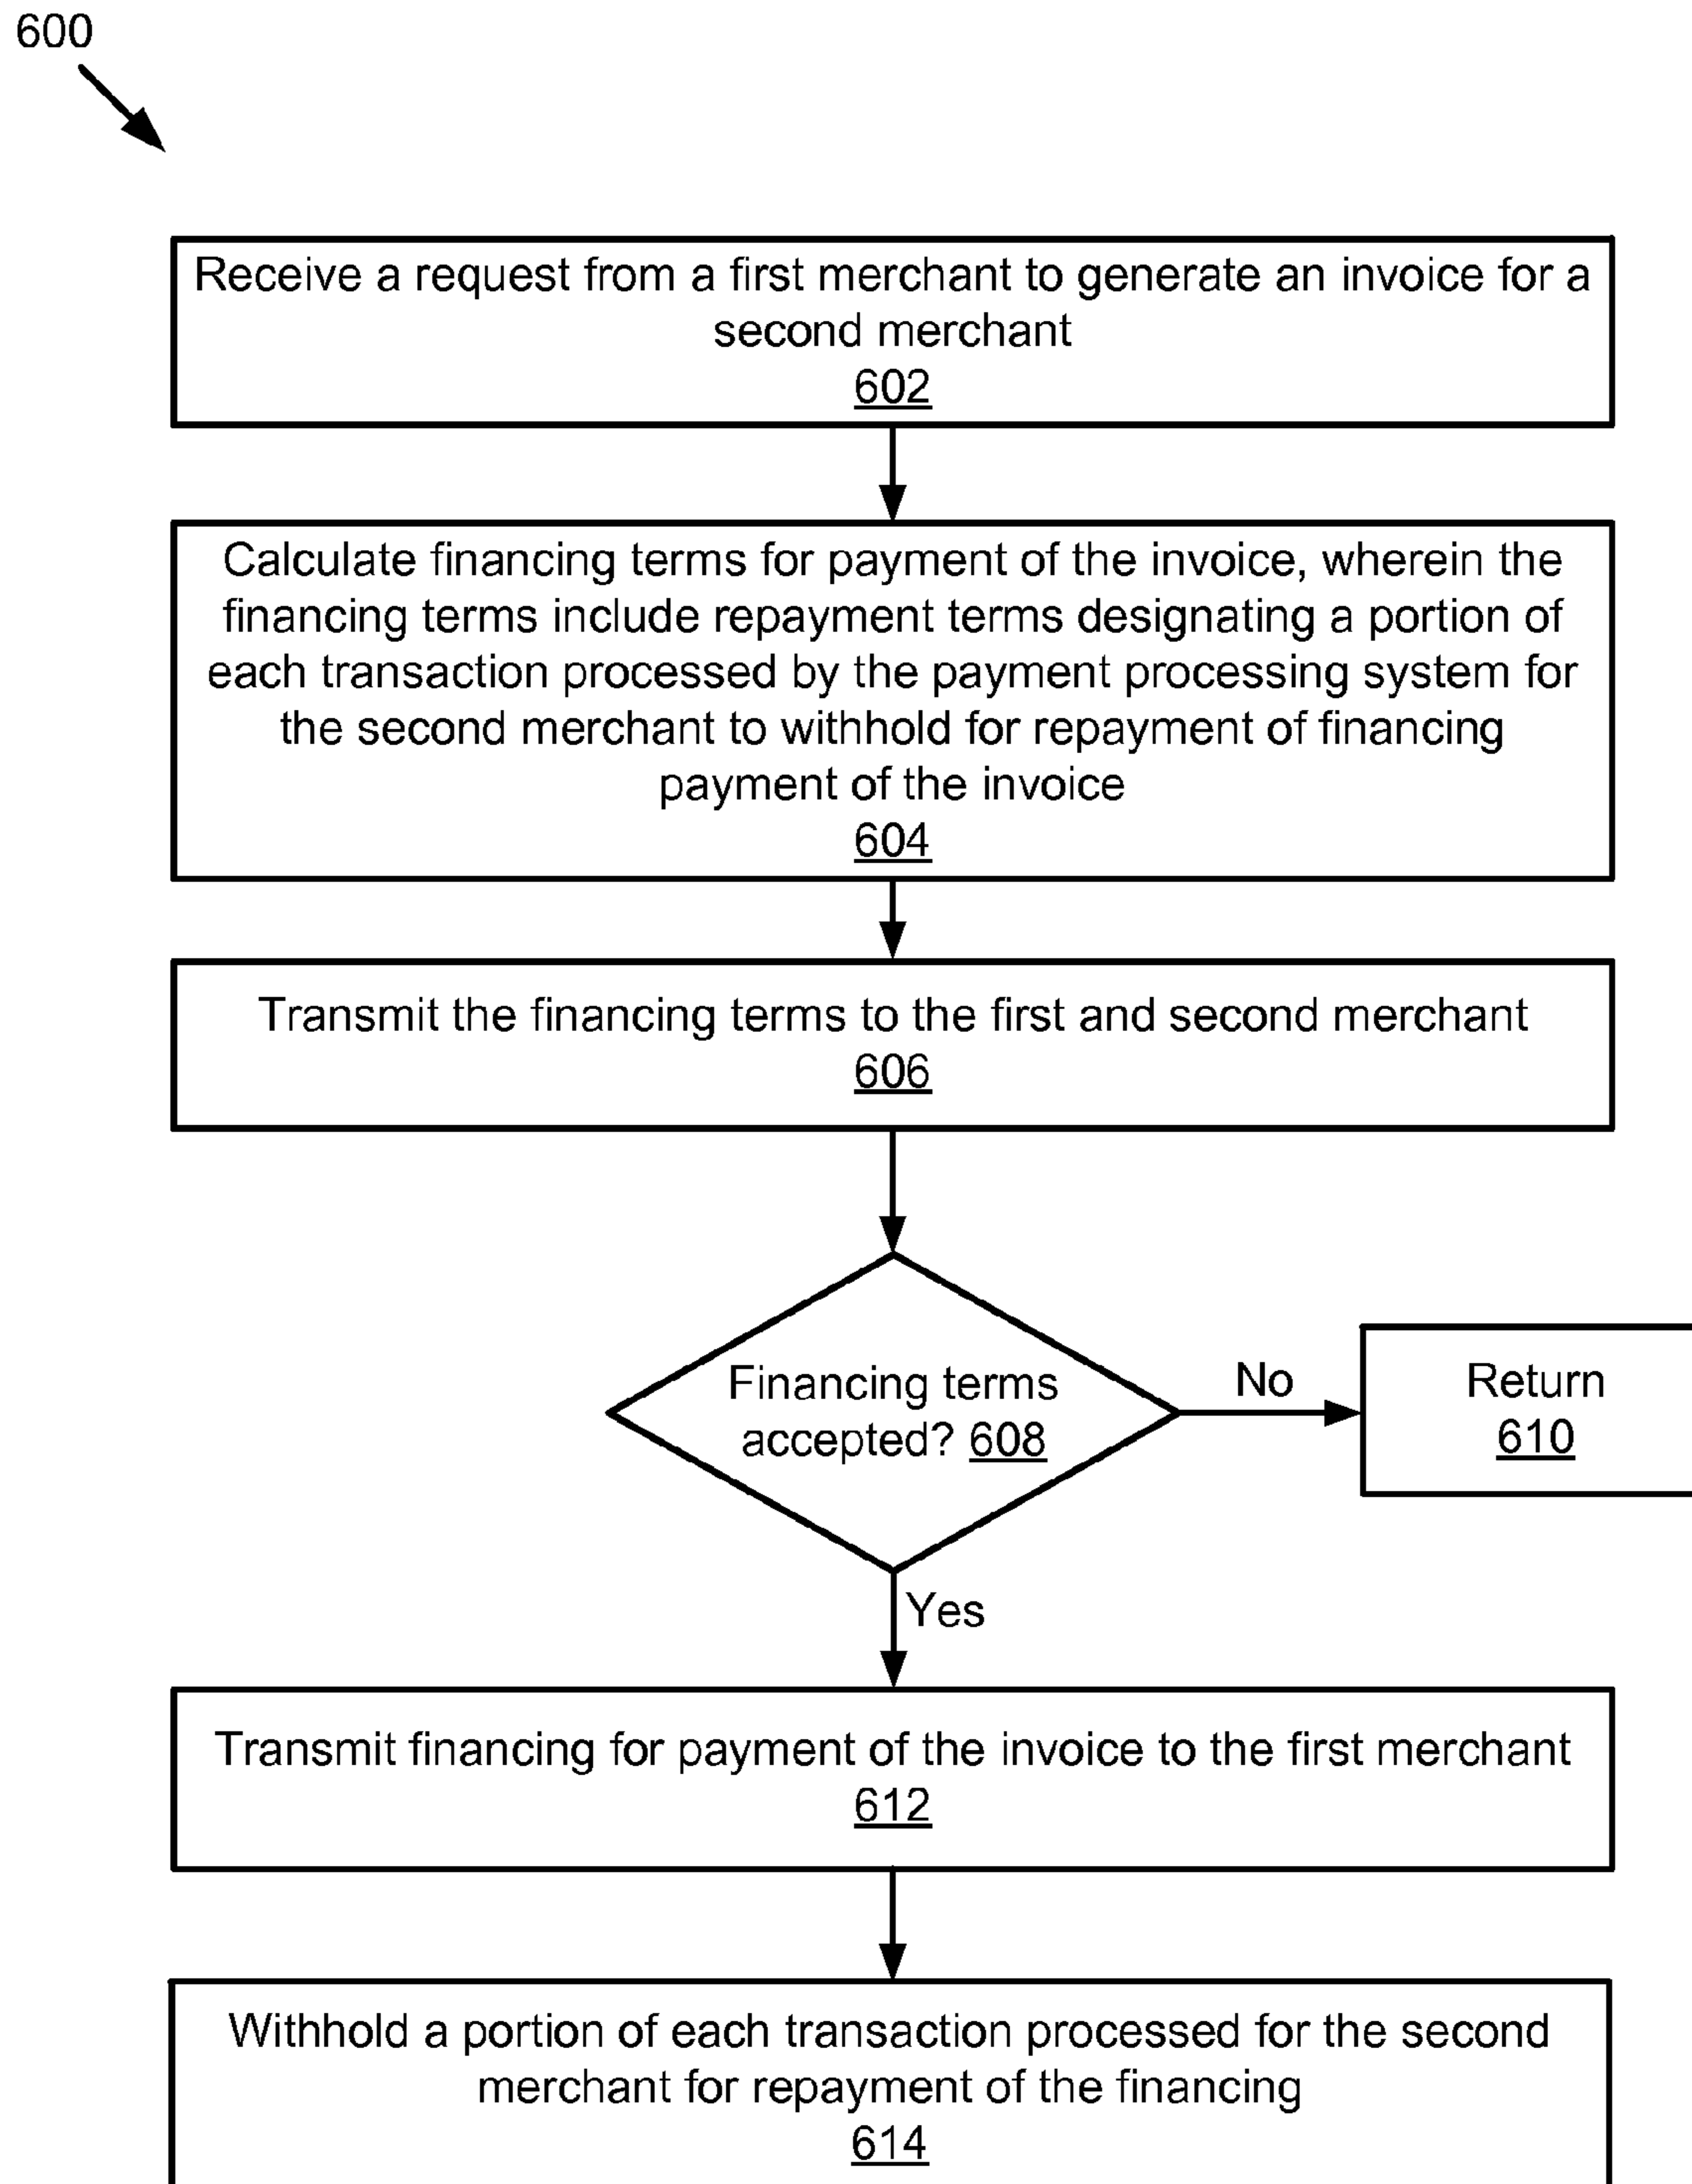 600
Receive a request from a first merchant to generate an invoice for a
second merchant
602
Calculate financing terms for payment of the invoice, wherein the
financing terms include repayment terms designating a portion of
each transaction processed by the payment processing system for
the second merchant to withhold for repayment of financing
payment of the invoice
604
Transmit the financing terms to the first and second merchant
606
Financing terms
accepted? 608
No
Return
610
Yes
Transmit financing for payment of the invoice to the first merchant
612
Withhold a portion of each transaction processed for the second
merchant for repayment of the financing
614